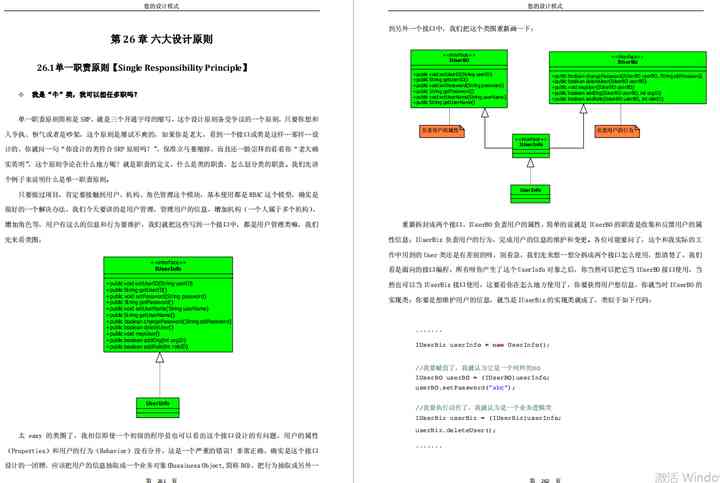 您的设计模式
第 26 章 六大设计原则
26.1单一职责原则【Single Responsibility Principle】
❖ 我是“牛”类，我可以担任多职吗？
单一职责原则简称是 SRP，就是三个开通字母的缩写，这个设计原则备受争议的一个原则，只要你想和
人争执、怄气或者是吵架，这个原则是屡试不爽的，如果你是老大，看到一个接口或类是这样一那样一设
计的，你就问一句“你设计的类符合 SRP 原则吗？”，保准立马萎缩掉，而且还一脸崇拜的看着你“老大确
实英明”，这个原则争论在什么地方呢？就是职责的定义，什么是类的职责，怎么划分类的职责。我们先讲
个例子来说明什么是单一职责原则。
只要做过项目，肯定要接触到用户、机构、角色管理这个模块，基本使用都是 RBAC 这个模型，确实是
很好的一个解决办法，我们今天要讲的是用户管理，管理用户的信息，增加机构（一个人属于多个机构），
增加角色等，用户有这么的信息和行为要维护，我们就把这些写到一个接口中，都是用户管理类嘛，我们
先来看类图：
<<interface>>
IUserInfo
+public void setUserID(String userID)
+public String getUserID()
+public void setPassword(String password)
+public String getPassword()
+public void setUserName(String userName)
+public String getUserName()
+public boolean changePassword(String oldPassword)
+public boolean deleteUser()
+public void mapUser()
+public boolean addOrg(int orgID)
+public boolean addRole(int roleID)
UserInfo
太 easy 的类图了，我相信即使一个初级的程序员也可以看出这个接口设计的有问题，用户的属性
（Properties）和用户的行为（Behavior）没有分开，这是一个严重的错误！非常正确，确实是这个接口
设计的一团糟，应该把用户的信息抽取成一个业务对象(Bussiness Object,简称 BO)，把行为抽取成另外一
第 261 页
您的设计模式
到另外一个接口中，我们把这个类图重新画一下：
<<interface>>
IUserBO
+public void setUserID(String userID)
+public String getUserID()
+public void setPassword(String password)
+public String getPassword()
+public void setUserName(String userName)
+public String getUserName()
+public boolean changePassword(IUserBO userBO, String oldPassword)
+public boolean deleteUser(IUserBO userBO)
+public void mapUser(IUserBO userBO)
+public boolean addOrg(IUserBO userBO, int orgID)
+public boolean addRole(IUserBO userBO, int roleID)
负责用户的属性
负责用户的行为
<<interface>>
IUserInfo
UserInfo
重新拆封成两个接口，IUserBO 负责用户的属性，简单的说就是 IUserBO 的职责是收集和反馈用户的属
性信息；IUserBiz 负责用户的行为，完成用户的信息的维护和变更。各位可能要问了，这个和我实际的工
作中用到的 User 类还是有差别的呀，别着急，我们先来想一想分拆成两个接口怎么使用，想清楚了，我们
看是面向的接口编程，所有呀你产生了这个 UserInfo 对象之后，你当然可以把它当 IUserBO 接口使用，当
然也可以当 IUserBiz 接口使用，这要看你在怎么地方使用了，你要获得用户想信息，你就当时 IUserBO 的
实现类；你要是想维护用户的信息，就当是 IUserBiz 的实现类就成了，类似于如下代码：
.......
IUserBiz userInfo = new UserInfo();
//我要赋值了，我就认为它是一个纯粹的BO
IUserBO userBO = (IUserBO)userInfo;
userBO.setPassword("abc");
//我要执行动作了，我就认为是一个业务逻辑类
IUserBiz userBiz = (IUserBiz)userInfo;
userBiz.deleteUser();
.......
第 262 页
激活 Windo